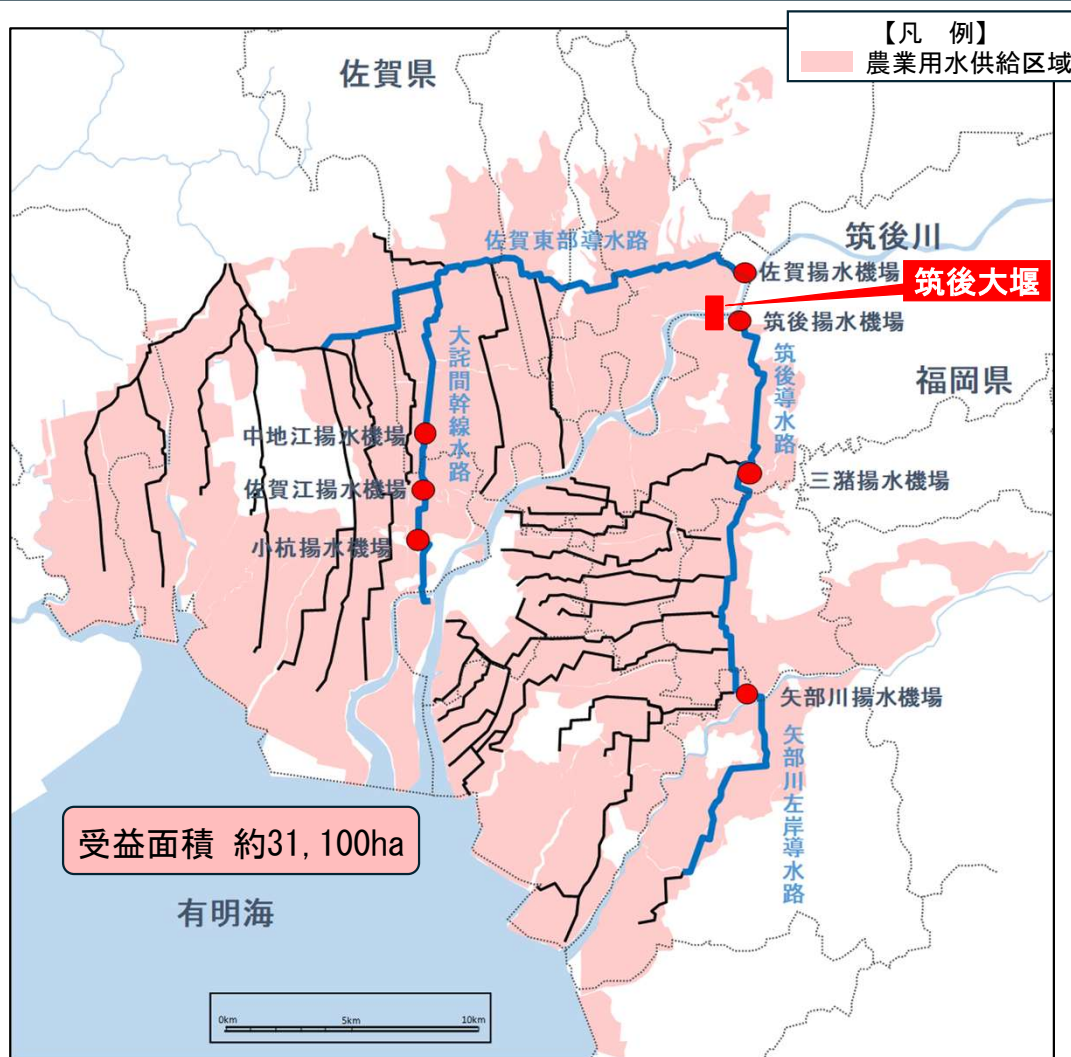 【凡　例】
農業用水供給区域
佐賀県
筑後川
佐賀東部導水路
佐賀揚水機場
筑後大堰
筑後揚水機場
大詫間幹線水路
筑後導水路
福岡県
中地江揚水機場
三潴揚水機場
佐賀江揚水機場
小杭揚水機場
矢部川揚水機場
矢部川左岸導水路
受益面積 約31,100ha
有明海
0km 5km 10km